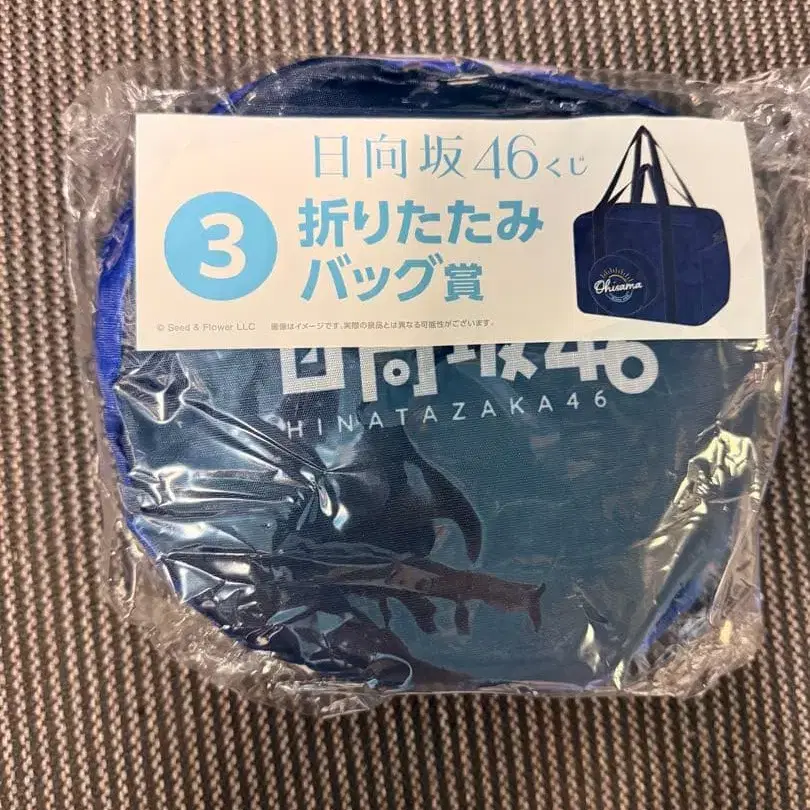 日向坂46くじ
3
折りたたみ
バッグ賞
Ohisama
© Seed & Flower LLC 画像はイメージです。実際の景品とは異なる可能性がございます。
日向坂46
HINATAZAKA46